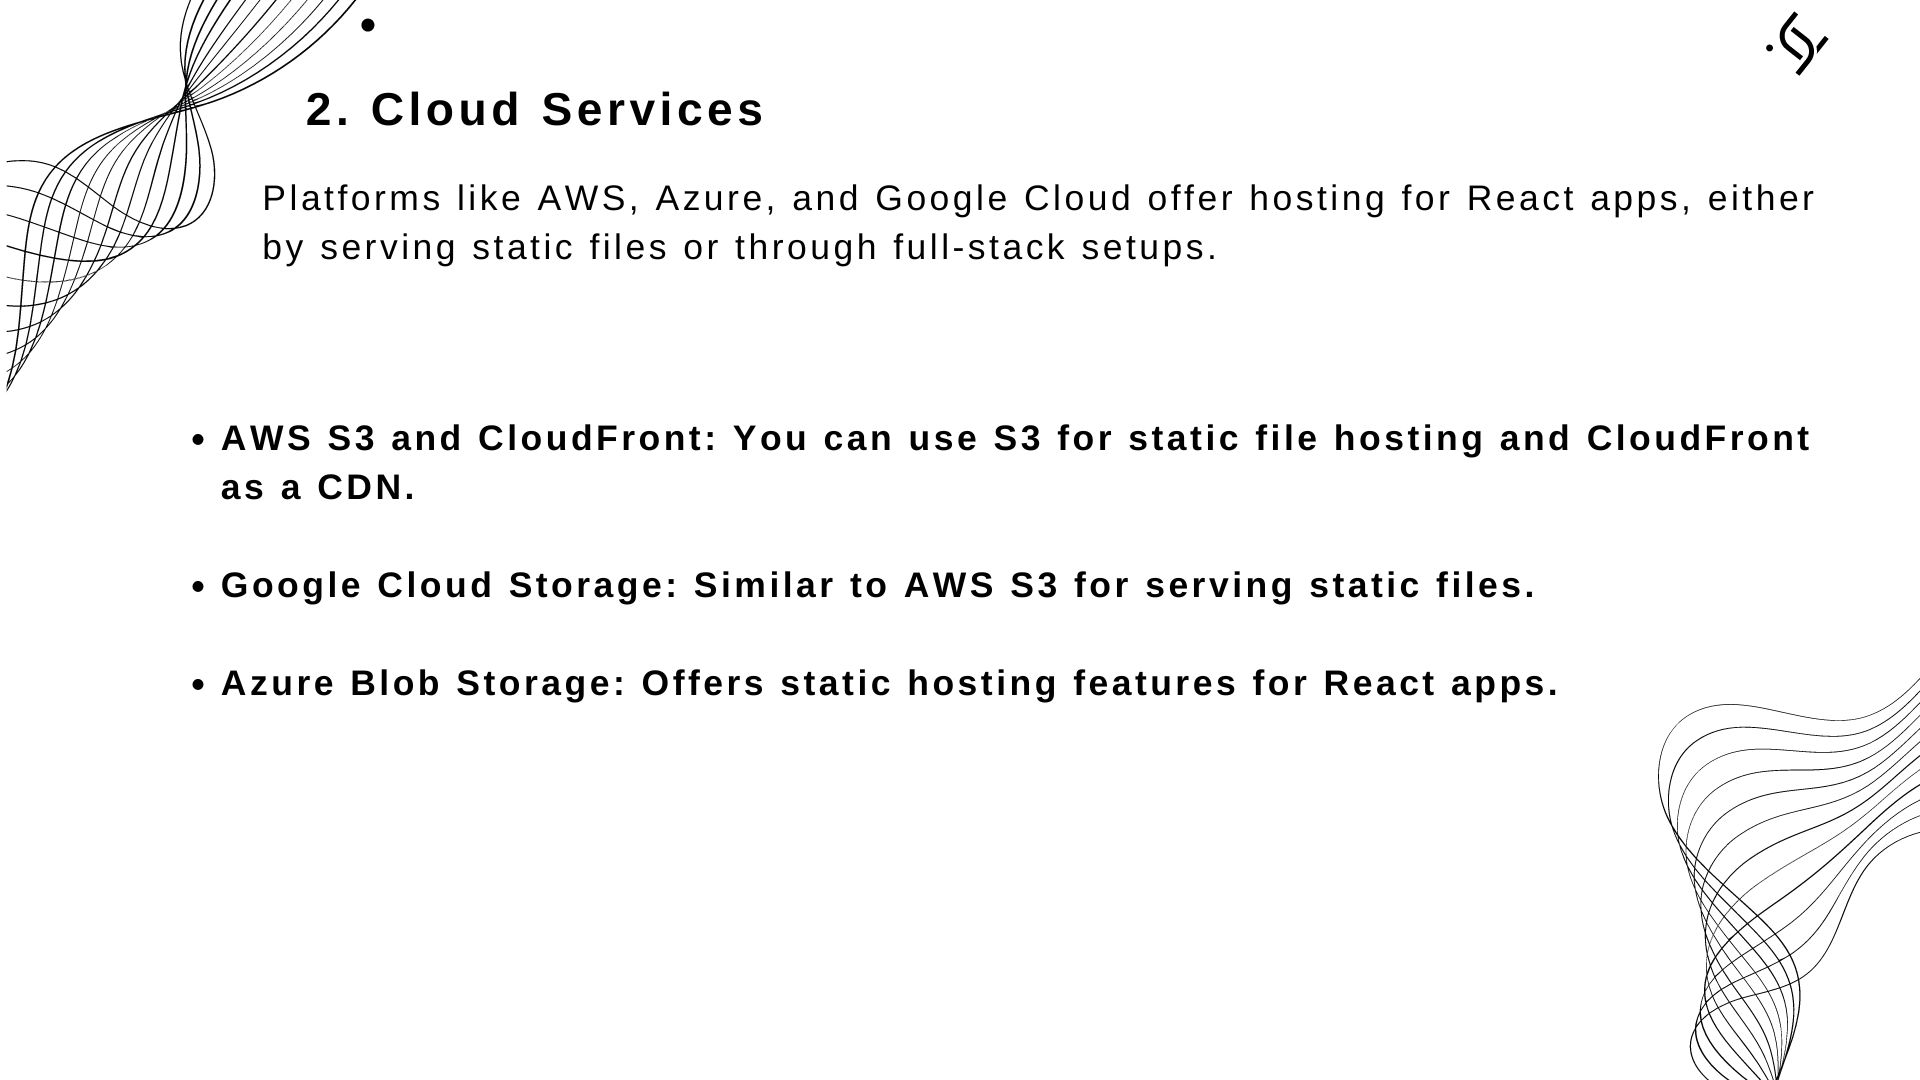 2. Cloud Services
Platforms like AWS, Azure, and Google Cloud offer hosting for React apps, either
by serving static files or through full-stack setups.
• AWS S3 and CloudFront: You can use S3 for static file hosting and CloudFront
as a CDN.
• Google Cloud Storage: Similar to AWS S3 for serving static files.
• Azure Blob Storage: Offers static hosting features for React apps.